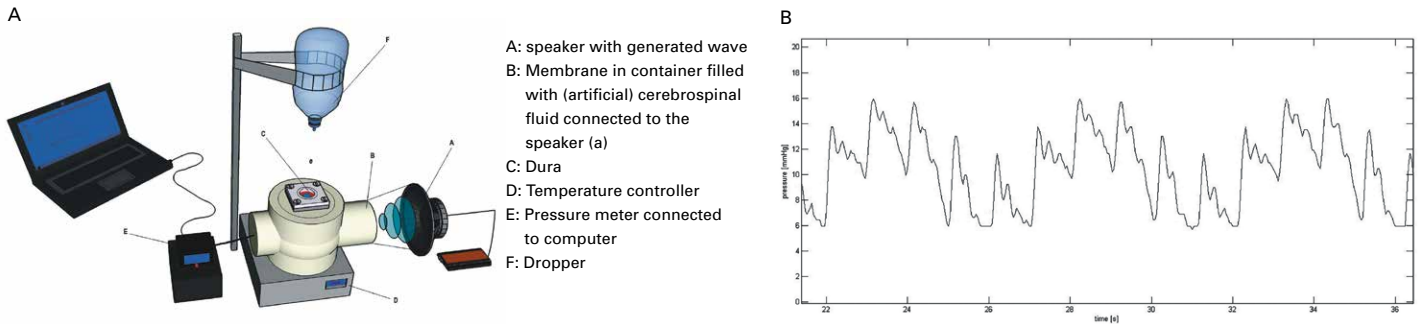 A
F
C
e
B
A
E
D
A: speaker with generated wave
B: Membrane in container filled
with (artificial) cerebrospinal
fluid connected to the
speaker (a)
C: Dura
D: Temperature controller
E: Pressure meter connected
to computer
F: Dropper
B
20
18
16
14
12
10
8
6
4
2
0
pressure [mmHg]
22
24
26
28
30
32
34
36
time [s]